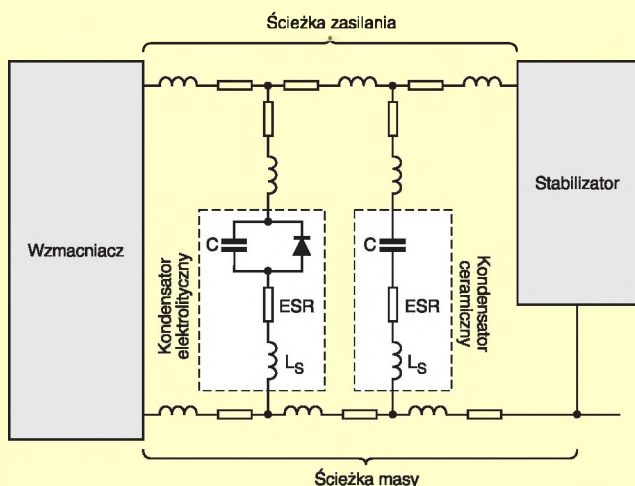 Ścieżka zasilania
Wzmacniacz
Stabilizator
Kondensator
elektrolityczny
C
ESR
LS
C
ESR
LS
Kondensator
ceramiczny
Ścieżka masy